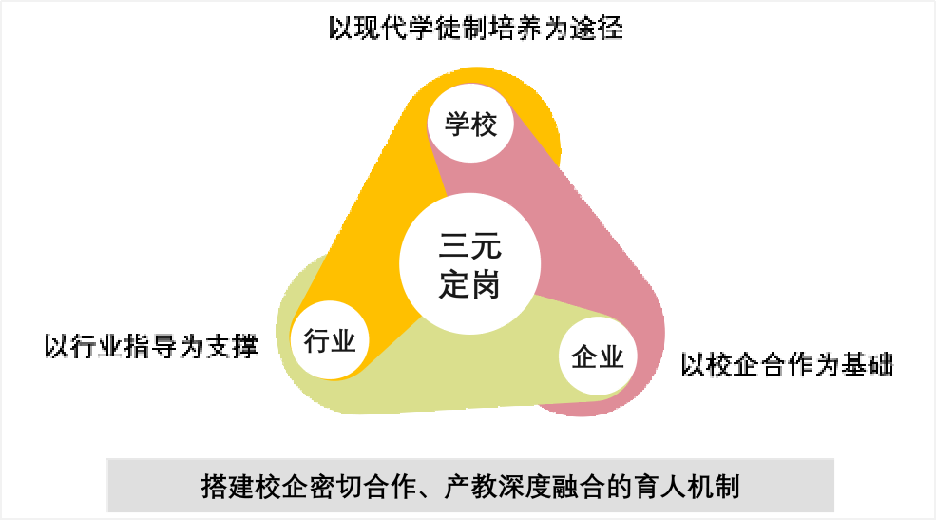 以现代学徒制培养为途径
学校
三元
定岗
行业
企业
以行业指导为支撑
以校企合作为基础
搭建校企密切合作、产教深度融合的育人机制